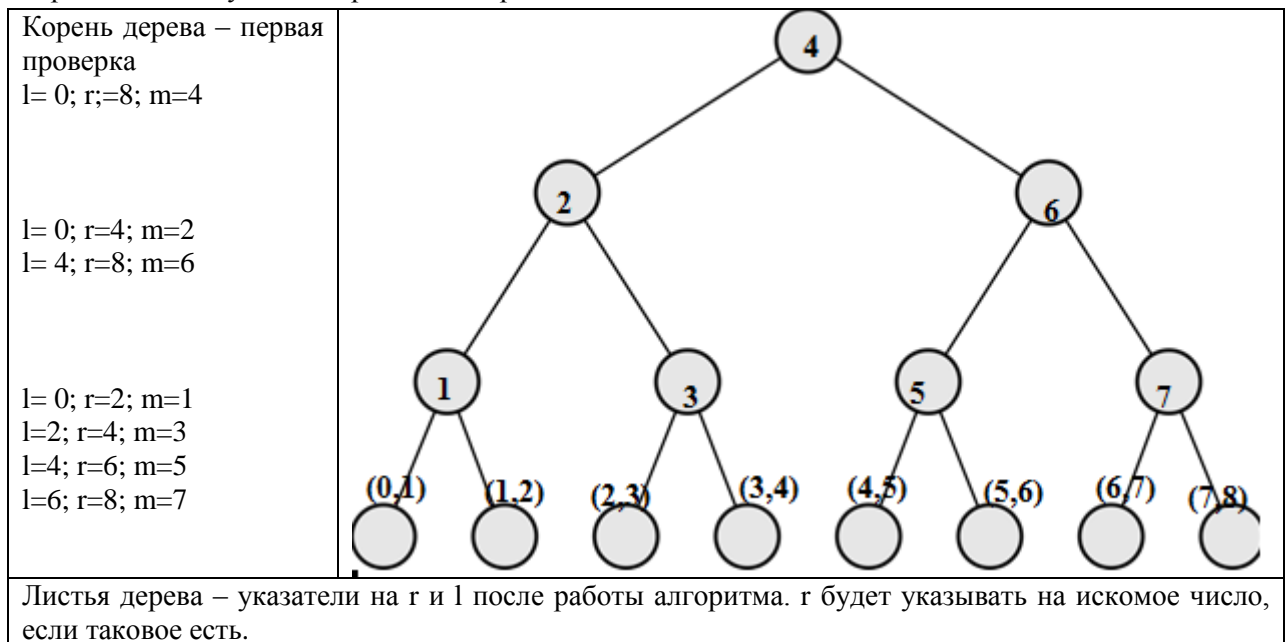 Корень дерева – первая
проверка
l= 0; r;=8; m=4
l= 0; r=4; m=2
l= 4; r=8; m=6
l= 0; r=2; m=1
l=2; r=4; m=3
l=4; r=6; m=5
l=6; r=8; m=7
4
2 6
1 3 5 7
(0,1) (1,2) (2,3) (3,4) (4,5) (5,6) (6,7) (7,8)
Листья дерева – указатели на r и l после работы алгоритма. r будет указывать на искомое число,
если таковое есть.